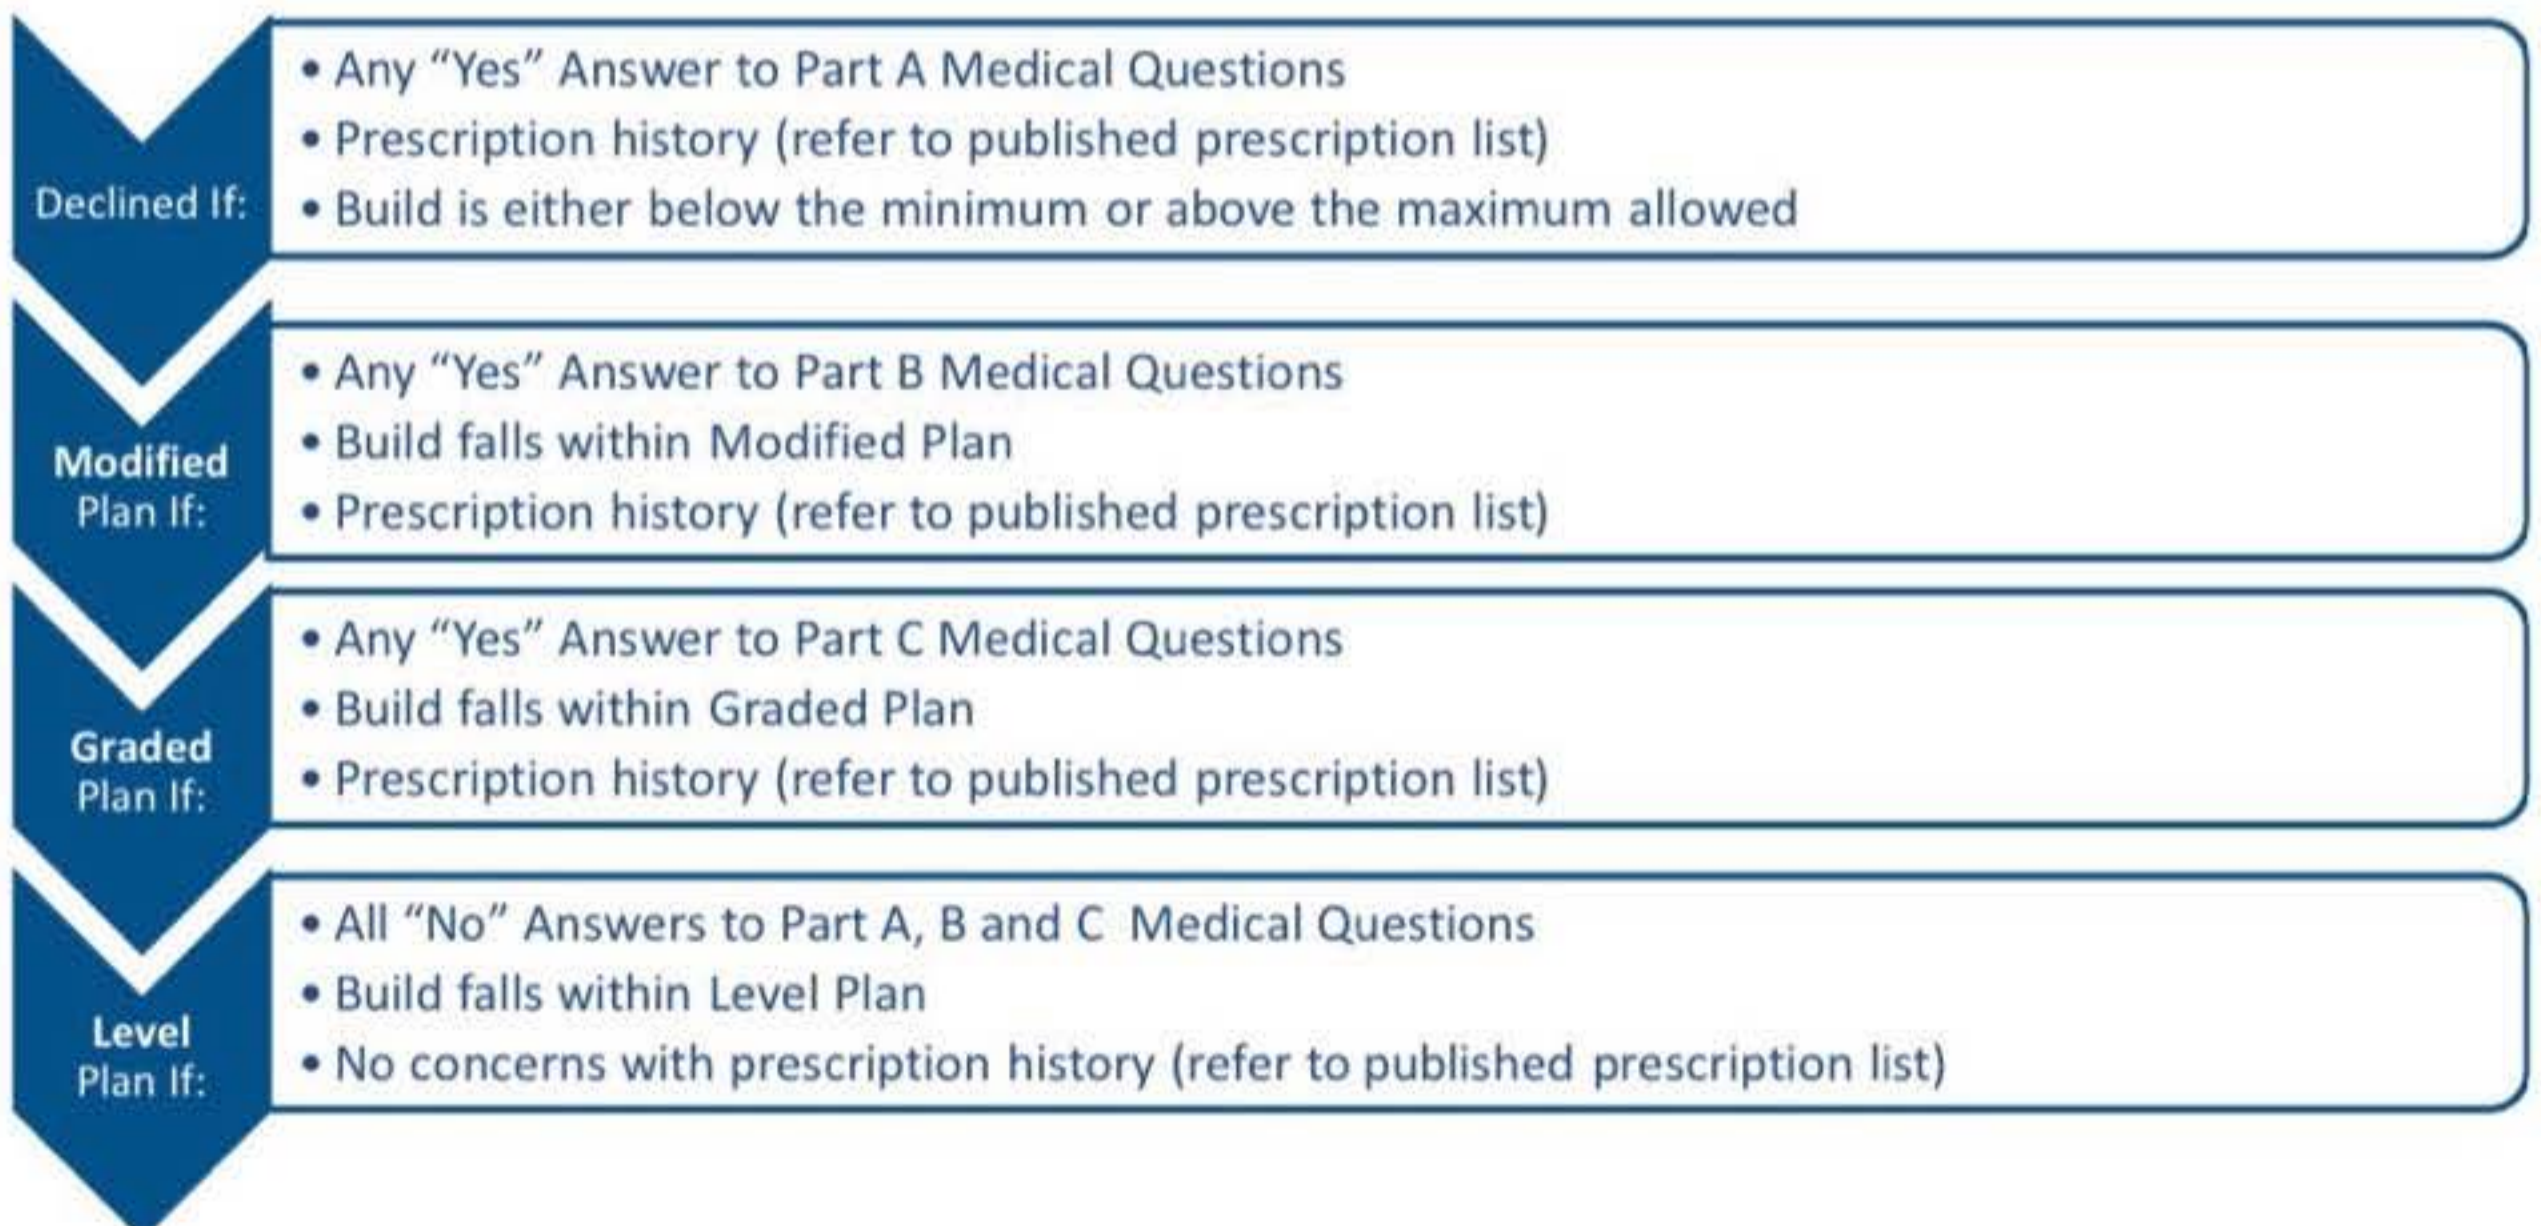 Declined If:
• Any “Yes” Answer to Part A Medical Questions
• Prescription history (refer to published prescription list)
• Build is either below the minimum or above the maximum allowed
Modified
Plan If:
• Any “Yes” Answer to Part B Medical Questions
• Build falls within Modified Plan
• Prescription history (refer to published prescription list)
Graded
Plan If:
• Any “Yes” Answer to Part C Medical Questions
• Build falls within Graded Plan
• Prescription history (refer to published prescription list)
Level
Plan If:
• All “No” Answers to Part A, B and C Medical Questions
• Build falls within Level Plan
• No concerns with prescription history (refer to published prescription list)